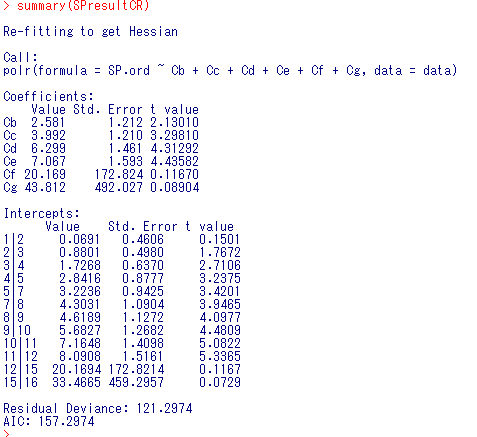 > summary(SPresultCR)

Re-fitting to get Hessian

Call:
polr(formula = SP.ord ~ Cb + Cc + Cd + Ce + Cf + Cg, data = data)

Coefficients:
    Value Std. Error t value
Cb  2.581      1.212 2.13010
Cc  3.992      1.210 3.29810
Cd  6.299      1.461 4.31292
Ce  7.067      1.593 4.43582
Cf 20.169    172.824 0.11670
Cg 43.812    492.027 0.08904

Intercepts:
      Value    Std. Error t value
1|2     0.0691   0.4606     0.1501
2|3     0.8801   0.4980     1.7672
3|4     1.7268   0.6370     2.7106
4|5     2.8416   0.8777     3.2375
5|7     3.2236   0.9425     3.4201
7|8     4.3031   1.0904     3.9465
8|9     4.6189   1.1272     4.0977
9|10    5.6827   1.2682     4.4809
10|11   7.1648   1.4098     5.0822
11|12   8.0908   1.5161     5.3365
12|15  20.1694 172.8214     0.1167
15|16  33.4665 459.2957     0.0729

Residual Deviance: 121.2974
AIC: 157.2974
>